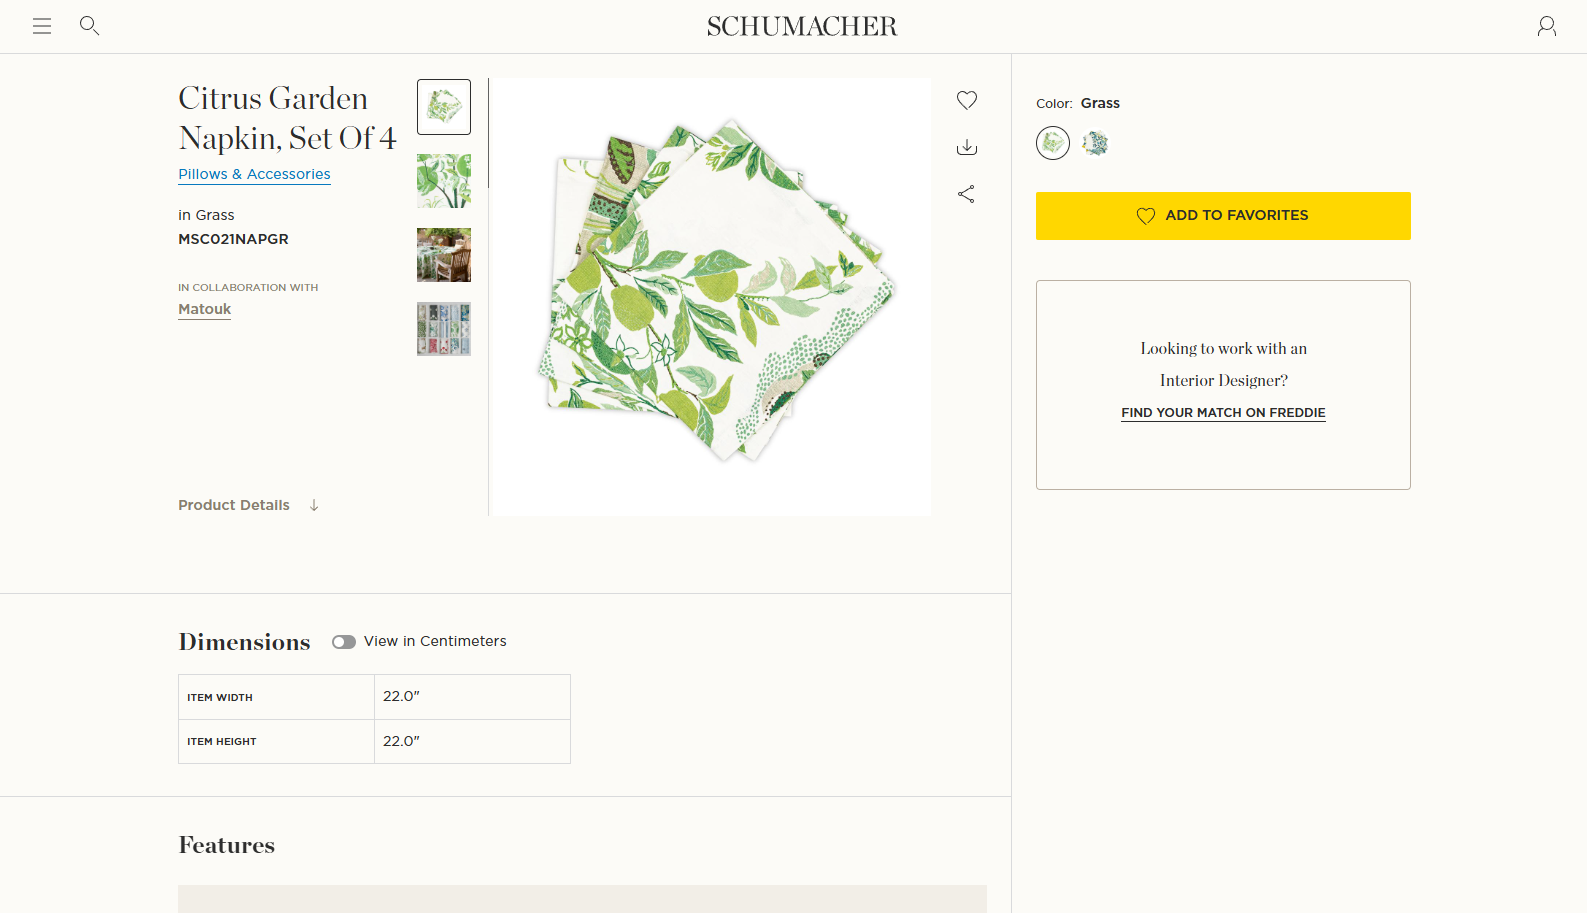 SCHUMACHER
Citrus Garden
Napkin, Set Of 4
Pillows & Accessories
in Grass
MSC021NAPGR
IN COLLABORATION WITH
Matouk
Product Details
Color: Grass
ADD TO FAVORITES
Looking to work with an
Interior Designer?
FIND YOUR MATCH ON FREDDIE
Dimensions
View in Centimeters
ITEM WIDTH 22.0"
ITEM HEIGHT 22.0"
Features